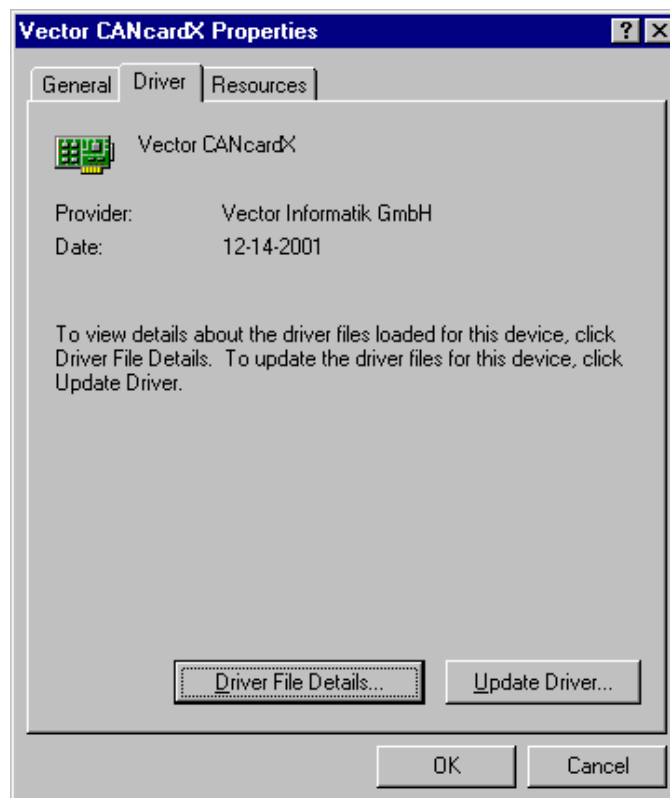 Vector CANcardX Properties
? X
General Driver Resources
Vector CANcardX
Provider: Vector Informatik GmbH
Date: 12-14-2001
To view details about the driver files loaded for this device, click
Driver File Details. To update the driver files for this device, click
Update Driver.
Driver File Details... Update Driver...
OK Cancel